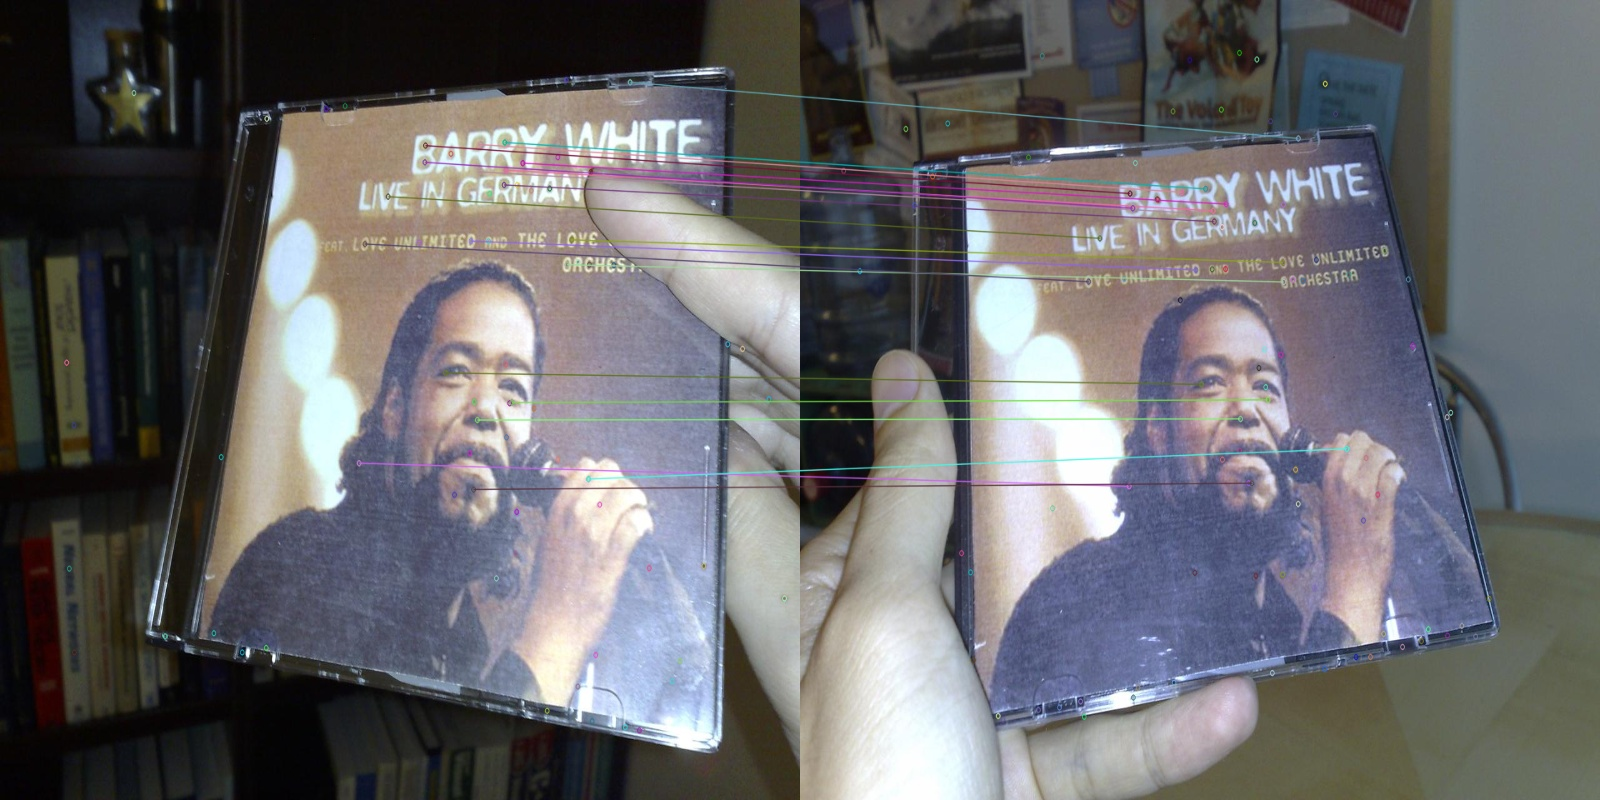 BARRY WHITE
LIVE IN GERMAN
FEAT. LOVE UNLIMITED AND THE LOVE
ORCHEST
BARRY WHITE
LIVE IN GERMANY
FEAT. LOVE UNLIMITED AND THE LOVE UNLIMITED
ORCHESTRA